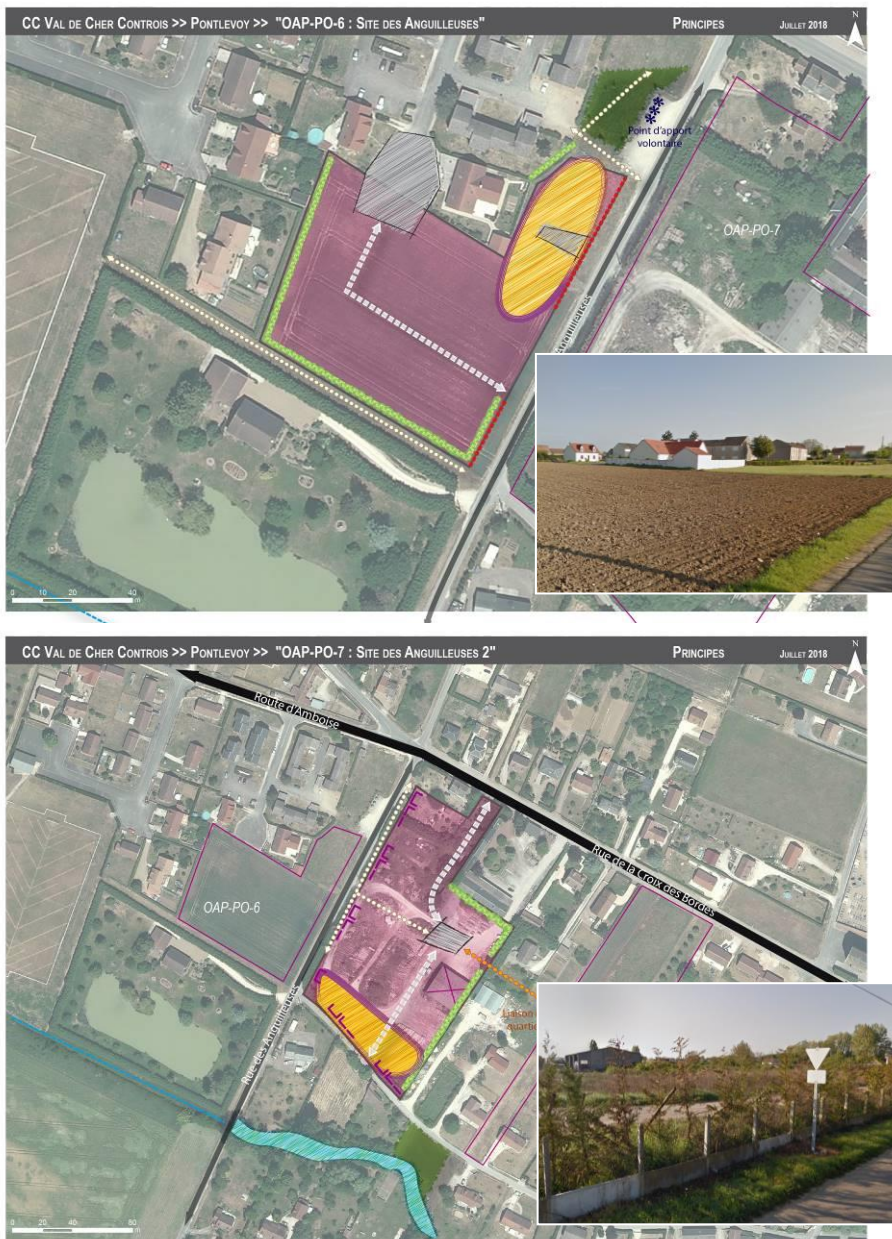 CC VAL DE CHER CONTROIS >> PONTLEVOY >> "OAP-PO-6 : SITE DES ANGUILLEUSES"
PRINCIPES
JUILLET 2018
N
Point d'apport
volontaire
OAP-PO-7
0 10 20 40
m
CC VAL DE CHER CONTROIS >> PONTLEVOY >> "OAP-PO-7 : SITE DES ANGUILLEUSES 2"
PRINCIPES
JUILLET 2018
N
Route d'Amboise
Rue de la Croix des Bordes
OAP-PO-6
Liaison
Rue des Anguilleuses
0 20 40 80
m